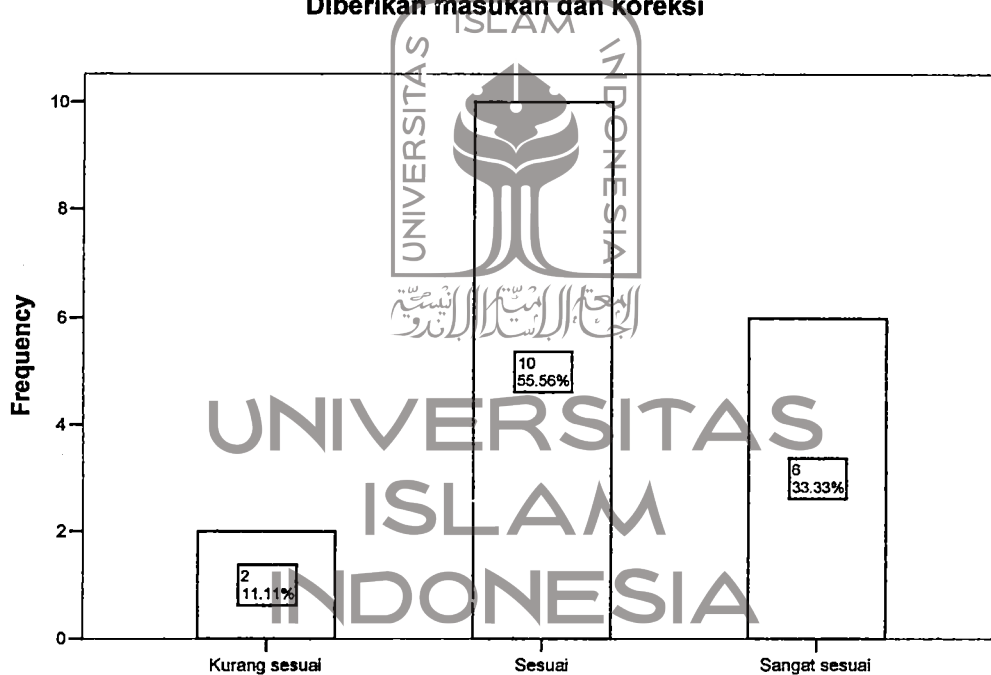 Diberikan masukan dan koreksi
ISLAM
UNIVERSITAS
INDONESIA
Frequency
10
8
6
4
2
0
10
55.56%
6
33.33%
2
11.11%
UNIVERSITAS
ISLAM
INDONESIA
Kurang sesuai
Sesuai
Sangat sesuai